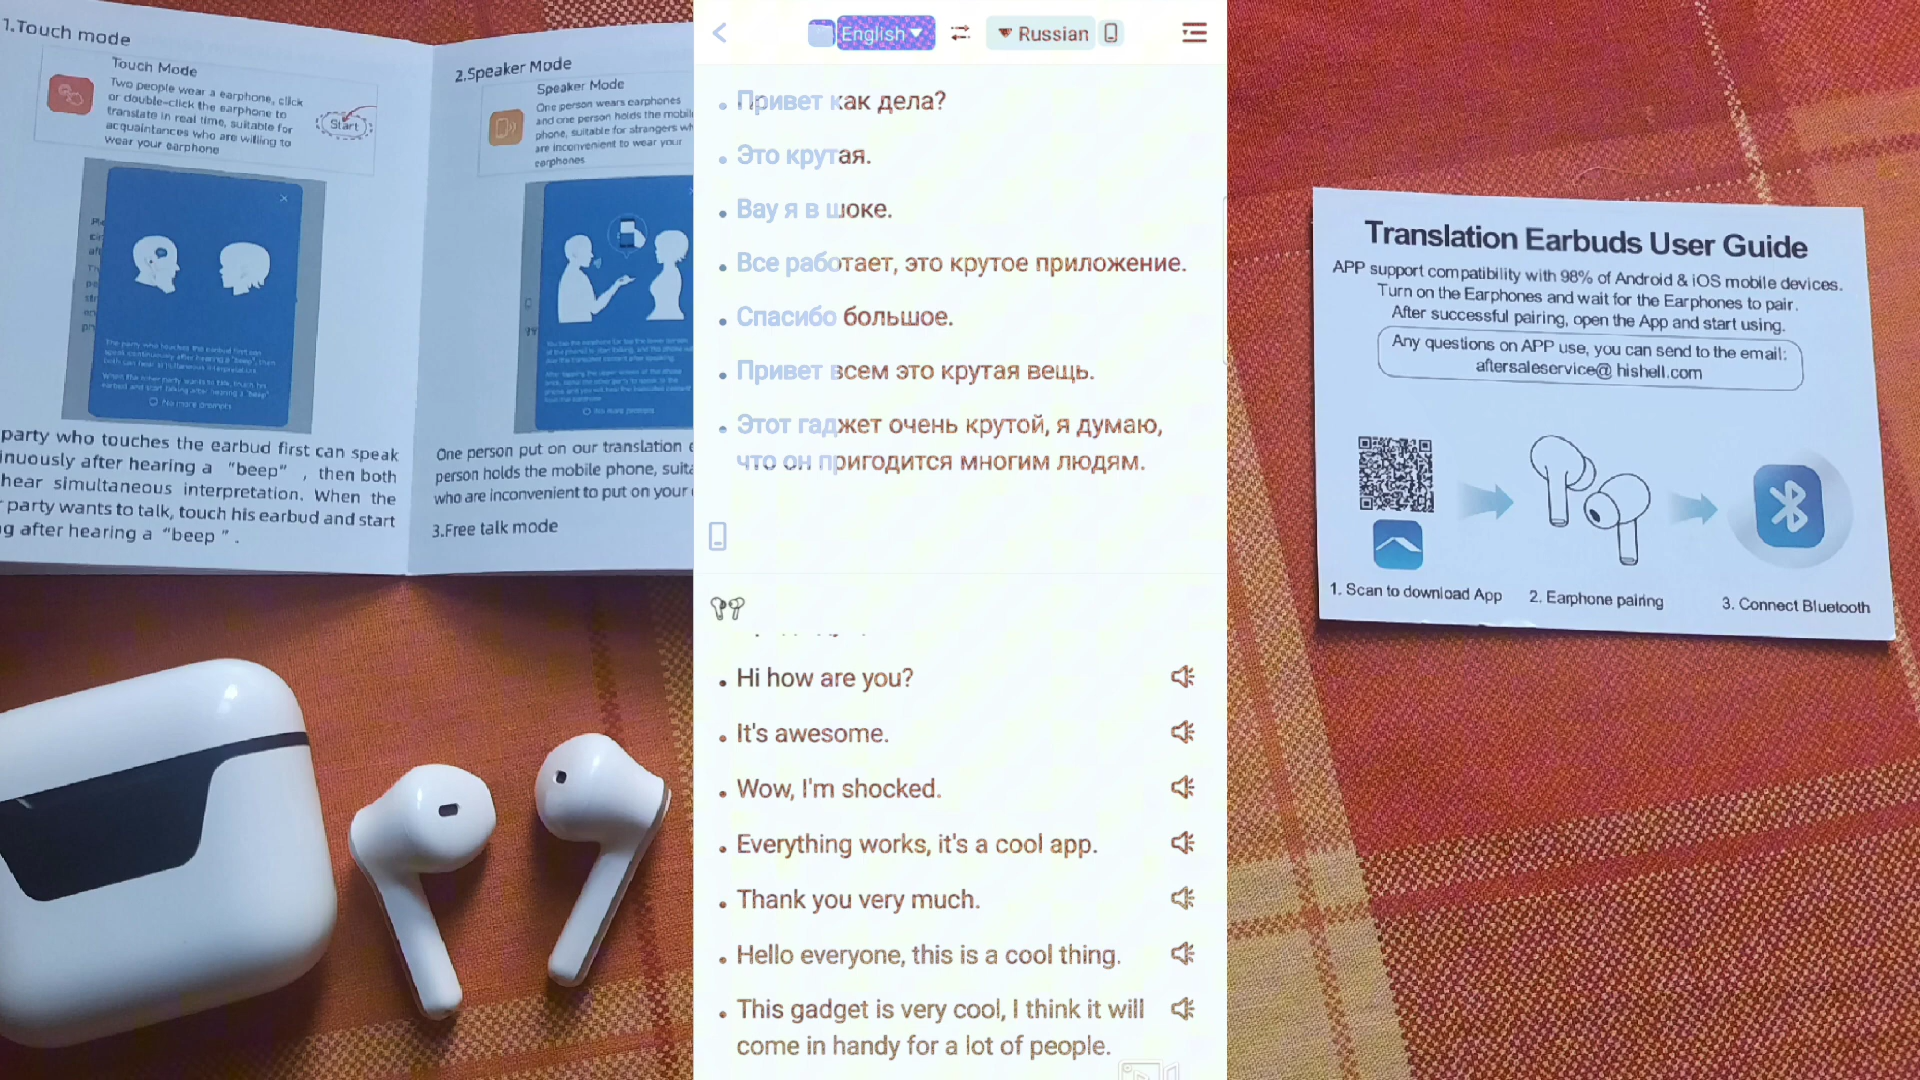 1.Touch mode
Touch Mode
Two people wear a earphone, click
or double-click the earphone to
translate in real time, suitable for
acquaintances who are willing to
wear your earphone
Start
No more prompts
party who touches the earbud first can speak
inuously after hearing a “beep” , then both
hear simultaneous interpretation. When the
party wants to talk, touch his earbud and start
g after hearing a “beep ” .
2.Speaker Mode
Speaker Mode
One person wears earphones
and one person holds the mobil
phone, suitable for strangers wh
are inconvenient to wear your
earphones
One person put on our translation e
person holds the mobile phone, suita
who are inconvenient to put on your
3.Free talk mode
English
Russian
Привет как дела?
Это крутая.
Вау я в шоке.
Все работает, это крутое приложение.
Спасибо большое.
Привет всем это крутая вещь.
Этот гаджет очень крутой, я думаю,
что он пригодится многим людям.
Hi how are you?
It's awesome.
Wow, I'm shocked.
Everything works, it's a cool app.
Thank you very much.
Hello everyone, this is a cool thing.
This gadget is very cool, I think it will
come in handy for a lot of people.
Translation Earbuds User Guide
APP support compatibility with 98% of Android & iOS mobile devices.
Turn on the Earphones and wait for the Earphones to pair.
After successful pairing, open the App and start using.
Any questions on APP use, you can send to the email:
aftersaleservice@ hishell.com
1. Scan to download App
2. Earphone pairing
3. Connect Bluetooth